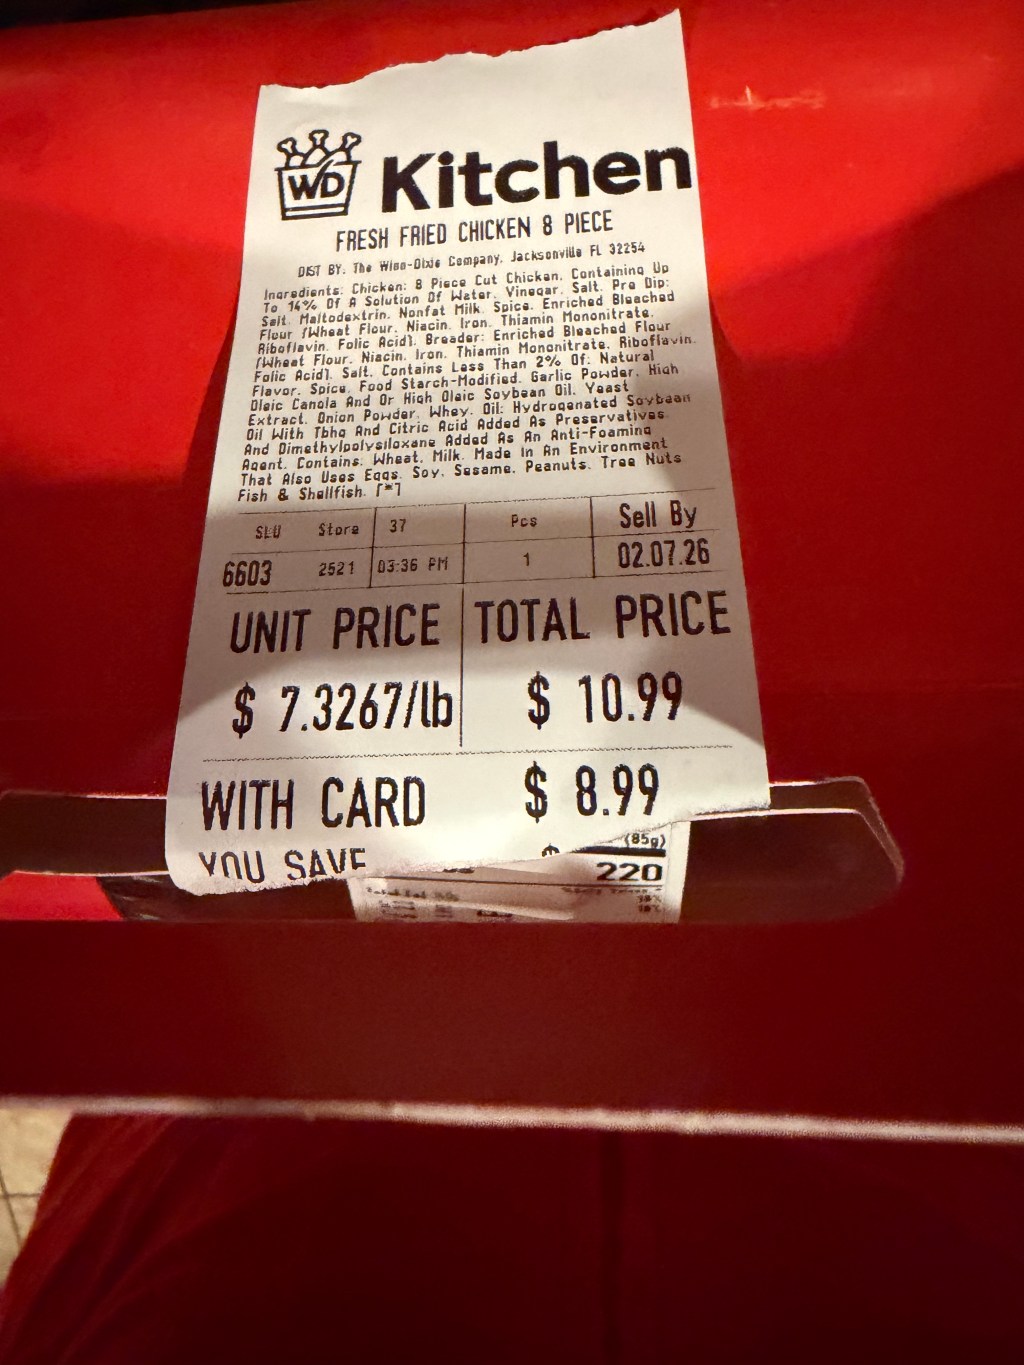 WD Kitchen
FRESH FRIED CHICKEN 8 PIECE
DIST BY: The Winn-Dixie Company, Jacksonville FL 32254
Ingredients: Chicken: 8 Piece Cut Chicken, Containing Up
To 14% Of A Solution Of Water, Vinegar, Salt. Pre Dip:
Salt, Maltodextrin, Nonfat Milk, Spice, Enriched Bleached
Flour [Wheat Flour, Niacin, Iron, Thiamin Mononitrate,
Riboflavin, Folic Acid]. Breader: Enriched Bleached Flour
[Wheat Flour, Niacin, Iron, Thiamin Mononitrate, Riboflavin,
Folic Acid], Salt, Contains Less Than 2% Of: Natural
Flavor, Spice, Food Starch-Modified, Garlic Powder, High
Oleic Canola And Or High Oleic Soybean Oil, Yeast
Extract, Onion Powder, Whey. Oil: Hydrogenated Soybean
Oil With Tbhq And Citric Acid Added As Preservatives
And Dimethylpolysiloxane Added As An Anti-Foaming
Agent. Contains: Wheat, Milk. Made In An Environment
That Also Uses Eggs, Soy, Sesame, Peanuts, Tree Nuts
Fish & Shellfish. [*]
SLU Store 37 Pcs Sell By
6603 2521 03:36 PM 1 02.07.26
UNIT PRICE TOTAL PRICE
$ 7.3267/lb $ 10.99
WITH CARD $ 8.99
YOU SAVE $
(85g)
220